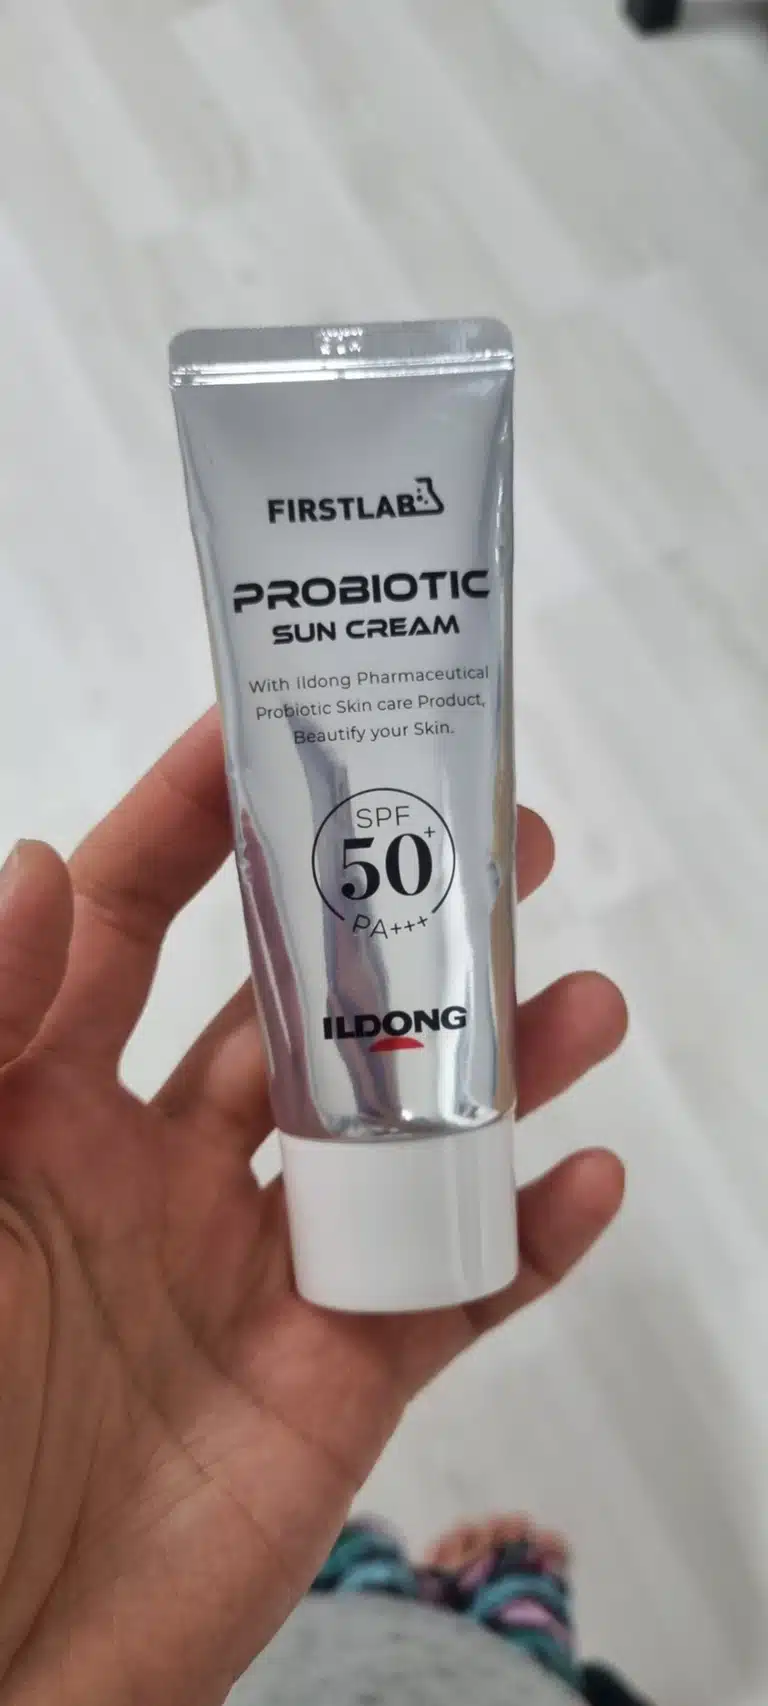 FIRSTLAB
PROBIOTIC
SUN CREAM
With Ildong Pharmaceutical
Probiotic Skin care Product,
Beautify your Skin.
SPF
50+
PA+++
ILDONG